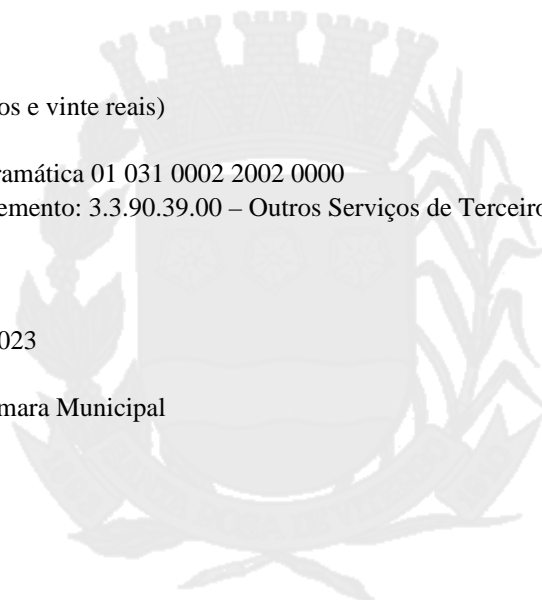 os e vinte reais)
ramática 01 031 0002 2002 0000
emento: 3.3.90.39.00 – Outros Serviços de Terceiro
023
mara Municipal